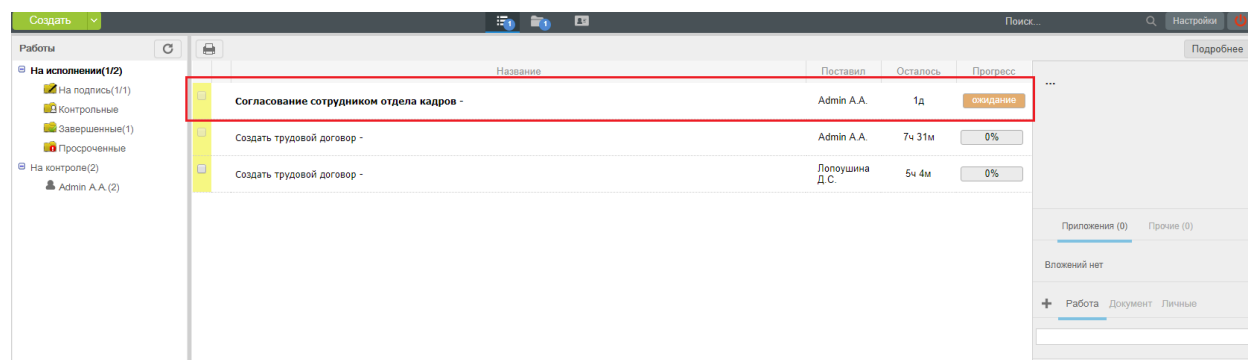 Создать
1
1
Поиск...
Настройки
Работы
Подробнее
На исполнении(1/2)
На подпись(1/1)
Контрольные
Завершенные(1)
Просроченные
На контроле(2)
Admin A.A.(2)
Название Поставил Осталось Прогресс
Согласование сотрудником отдела кадров - Admin A.A. 1д ожидание
Создать трудовой договор - Admin A.A. 7ч 31м 0%
Создать трудовой договор - Лопоушина Д.С. 5ч 4м 0%
...
Приложения (0) Прочие (0)
Вложений нет
+ Работа Документ Личные